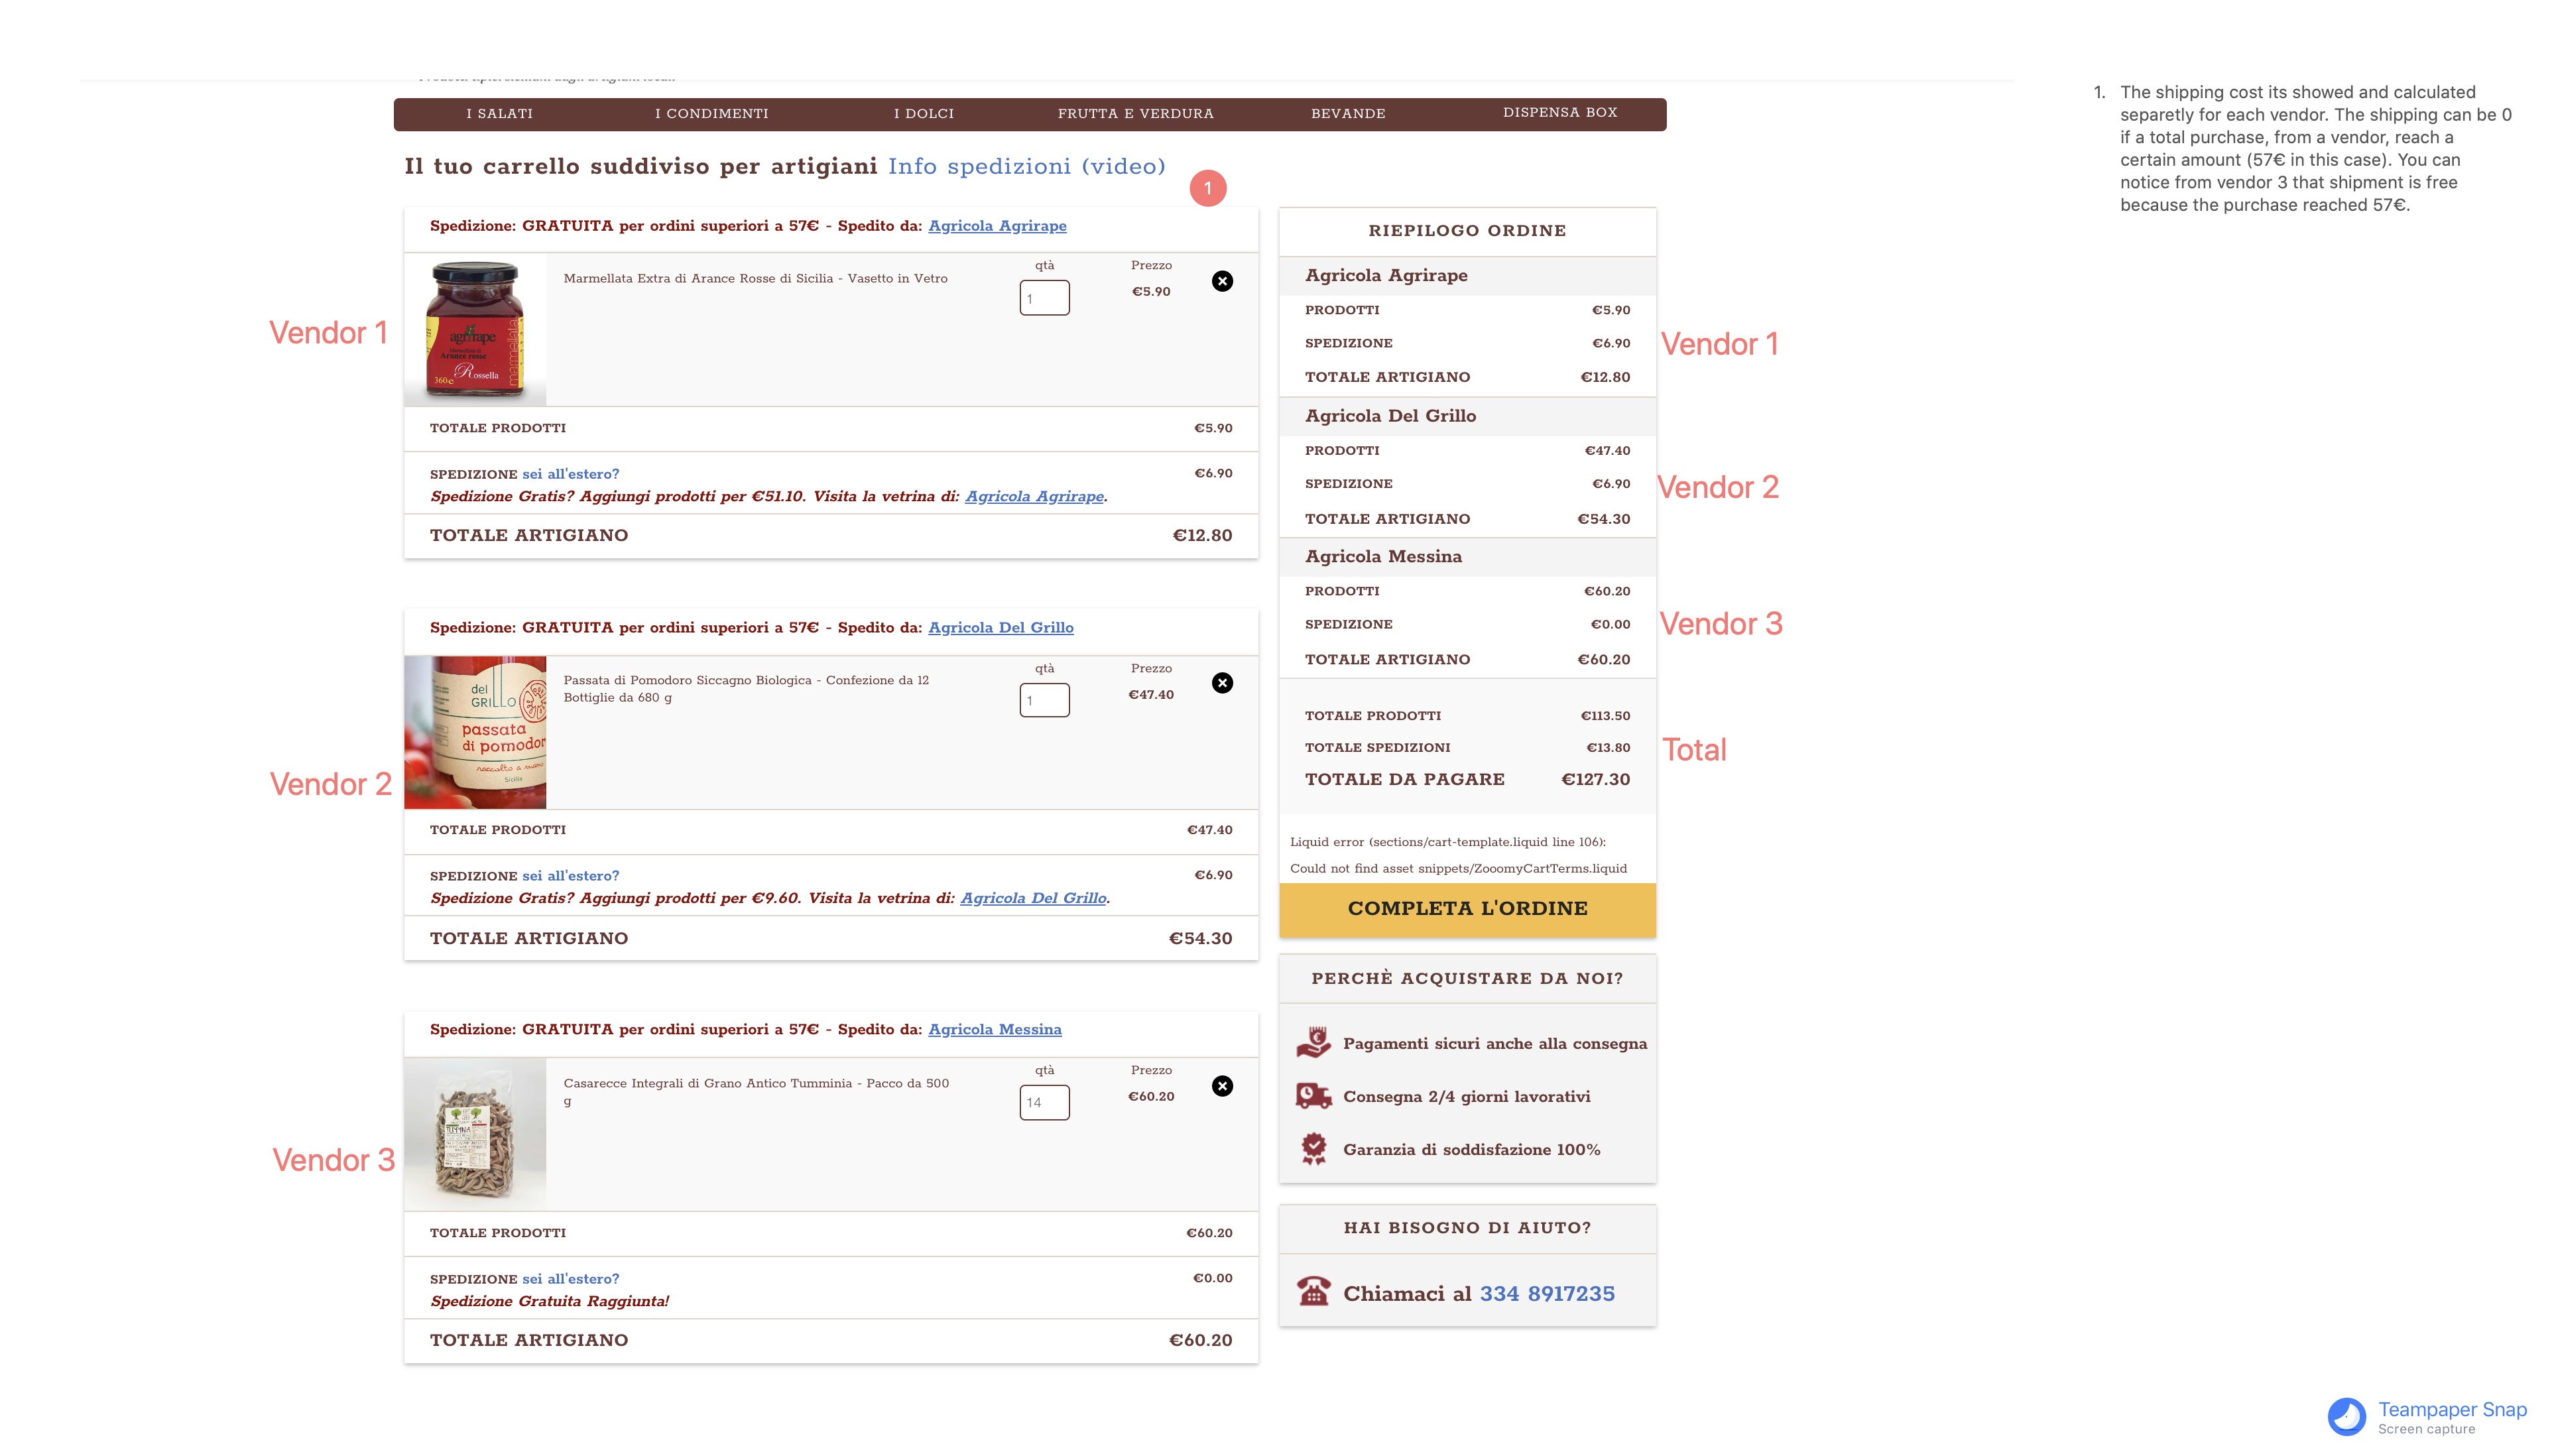 I SALATI
I CONDIMENTI
I DOLCI
FRUTTA E VERDURA
BEVANDE
DISPENSA BOX
Il tuo carrello suddiviso per artigiani Info spedizioni (video)
1
Spedizione: GRATUITA per ordini superiori a 57€ - Spedito da: Agricola Agrirape
Vendor 1
agrirape
Arance rosse
Rossella
marmellata
360g
Marmellata Extra di Arance Rosse di Sicilia - Vasetto in Vetro
qtà
1
Prezzo
€5.90
TOTALE PRODOTTI €5.90
SPEDIZIONE sei all'estero? €6.90
Spedizione Gratis? Aggiungi prodotti per €51.10. Visita la vetrina di: Agricola Agrirape.
TOTALE ARTIGIANO €12.80
Spedizione: GRATUITA per ordini superiori a 57€ - Spedito da: Agricola Del Grillo
Vendor 2
del
GRILLO
passata
di pomodor
raccolto a mano
Sicilia
Passata di Pomodoro Siccagno Biologica - Confezione da 12
Bottiglie da 680 g
qtà
1
Prezzo
€47.40
TOTALE PRODOTTI €47.40
SPEDIZIONE sei all'estero? €6.90
Spedizione Gratis? Aggiungi prodotti per €9.60. Visita la vetrina di: Agricola Del Grillo.
TOTALE ARTIGIANO €54.30
Spedizione: GRATUITA per ordini superiori a 57€ - Spedito da: Agricola Messina
Vendor 3
Casarecce Integrali di Grano Antico Tumminia - Pacco da 500
g
qtà
14
Prezzo
€60.20
TOTALE PRODOTTI €60.20
SPEDIZIONE sei all'estero? €0.00
Spedizione Gratuita Raggiunta!
TOTALE ARTIGIANO €60.20
RIEPILOGO ORDINE
Agricola Agrirape
PRODOTTI €5.90
SPEDIZIONE €6.90
TOTALE ARTIGIANO €12.80
Vendor 1
Agricola Del Grillo
PRODOTTI €47.40
SPEDIZIONE €6.90
TOTALE ARTIGIANO €54.30
Vendor 2
Agricola Messina
PRODOTTI €60.20
SPEDIZIONE €0.00
TOTALE ARTIGIANO €60.20
Vendor 3
TOTALE PRODOTTI €113.50
TOTALE SPEDIZIONI €13.80
TOTALE DA PAGARE €127.30
Total
Liquid error (sections/cart-template.liquid line 106):
Could not find asset snippets/ZooomyCartTerms.liquid
COMPLETA L'ORDINE
PERCHÈ ACQUISTARE DA NOI?
Pagamenti sicuri anche alla consegna
Consegna 2/4 giorni lavorativi
Garanzia di soddisfazione 100%
HAI BISOGNO DI AIUTO?
Chiamaci al 334 8917235
1. The shipping cost its showed and calculated
separetly for each vendor. The shipping can be 0
if a total purchase, from a vendor, reach a
certain amount (57€ in this case). You can
notice from vendor 3 that shipment is free
because the purchase reached 57€.
Teampaper Snap
Screen capture